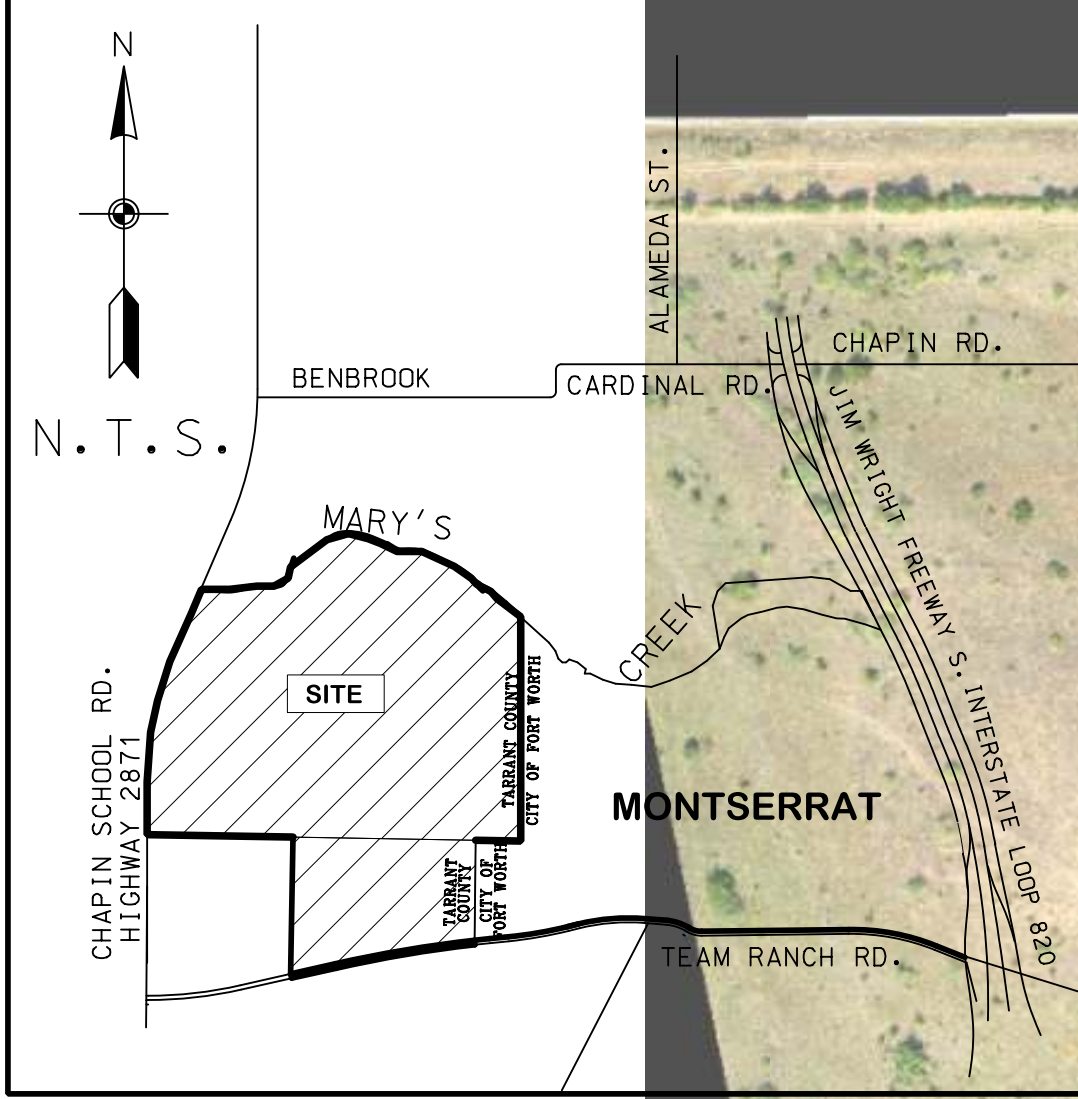 N
N.T.S.
ALAMEDA ST.
CHAPIN RD.
BENBROOK
CARDINAL RD.
JIM WRIGHT FREEWAY S. INTERSTATE LOOP 820
MARY'S
CREEK
SITE
TARRANT COUNTY
CITY OF FORT WORTH
CHAPIN SCHOOL RD.
HIGHWAY 2871
MONTSERRAT
TARRANT
COUNTY
CITY OF
FORT WORTH
TEAM RANCH RD.